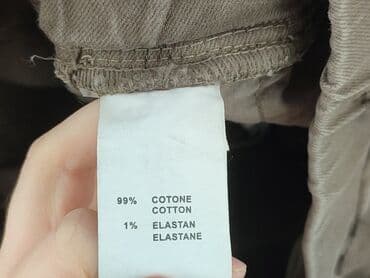 99% COTONE
COTTON
1% ELASTAN
ELASTANE